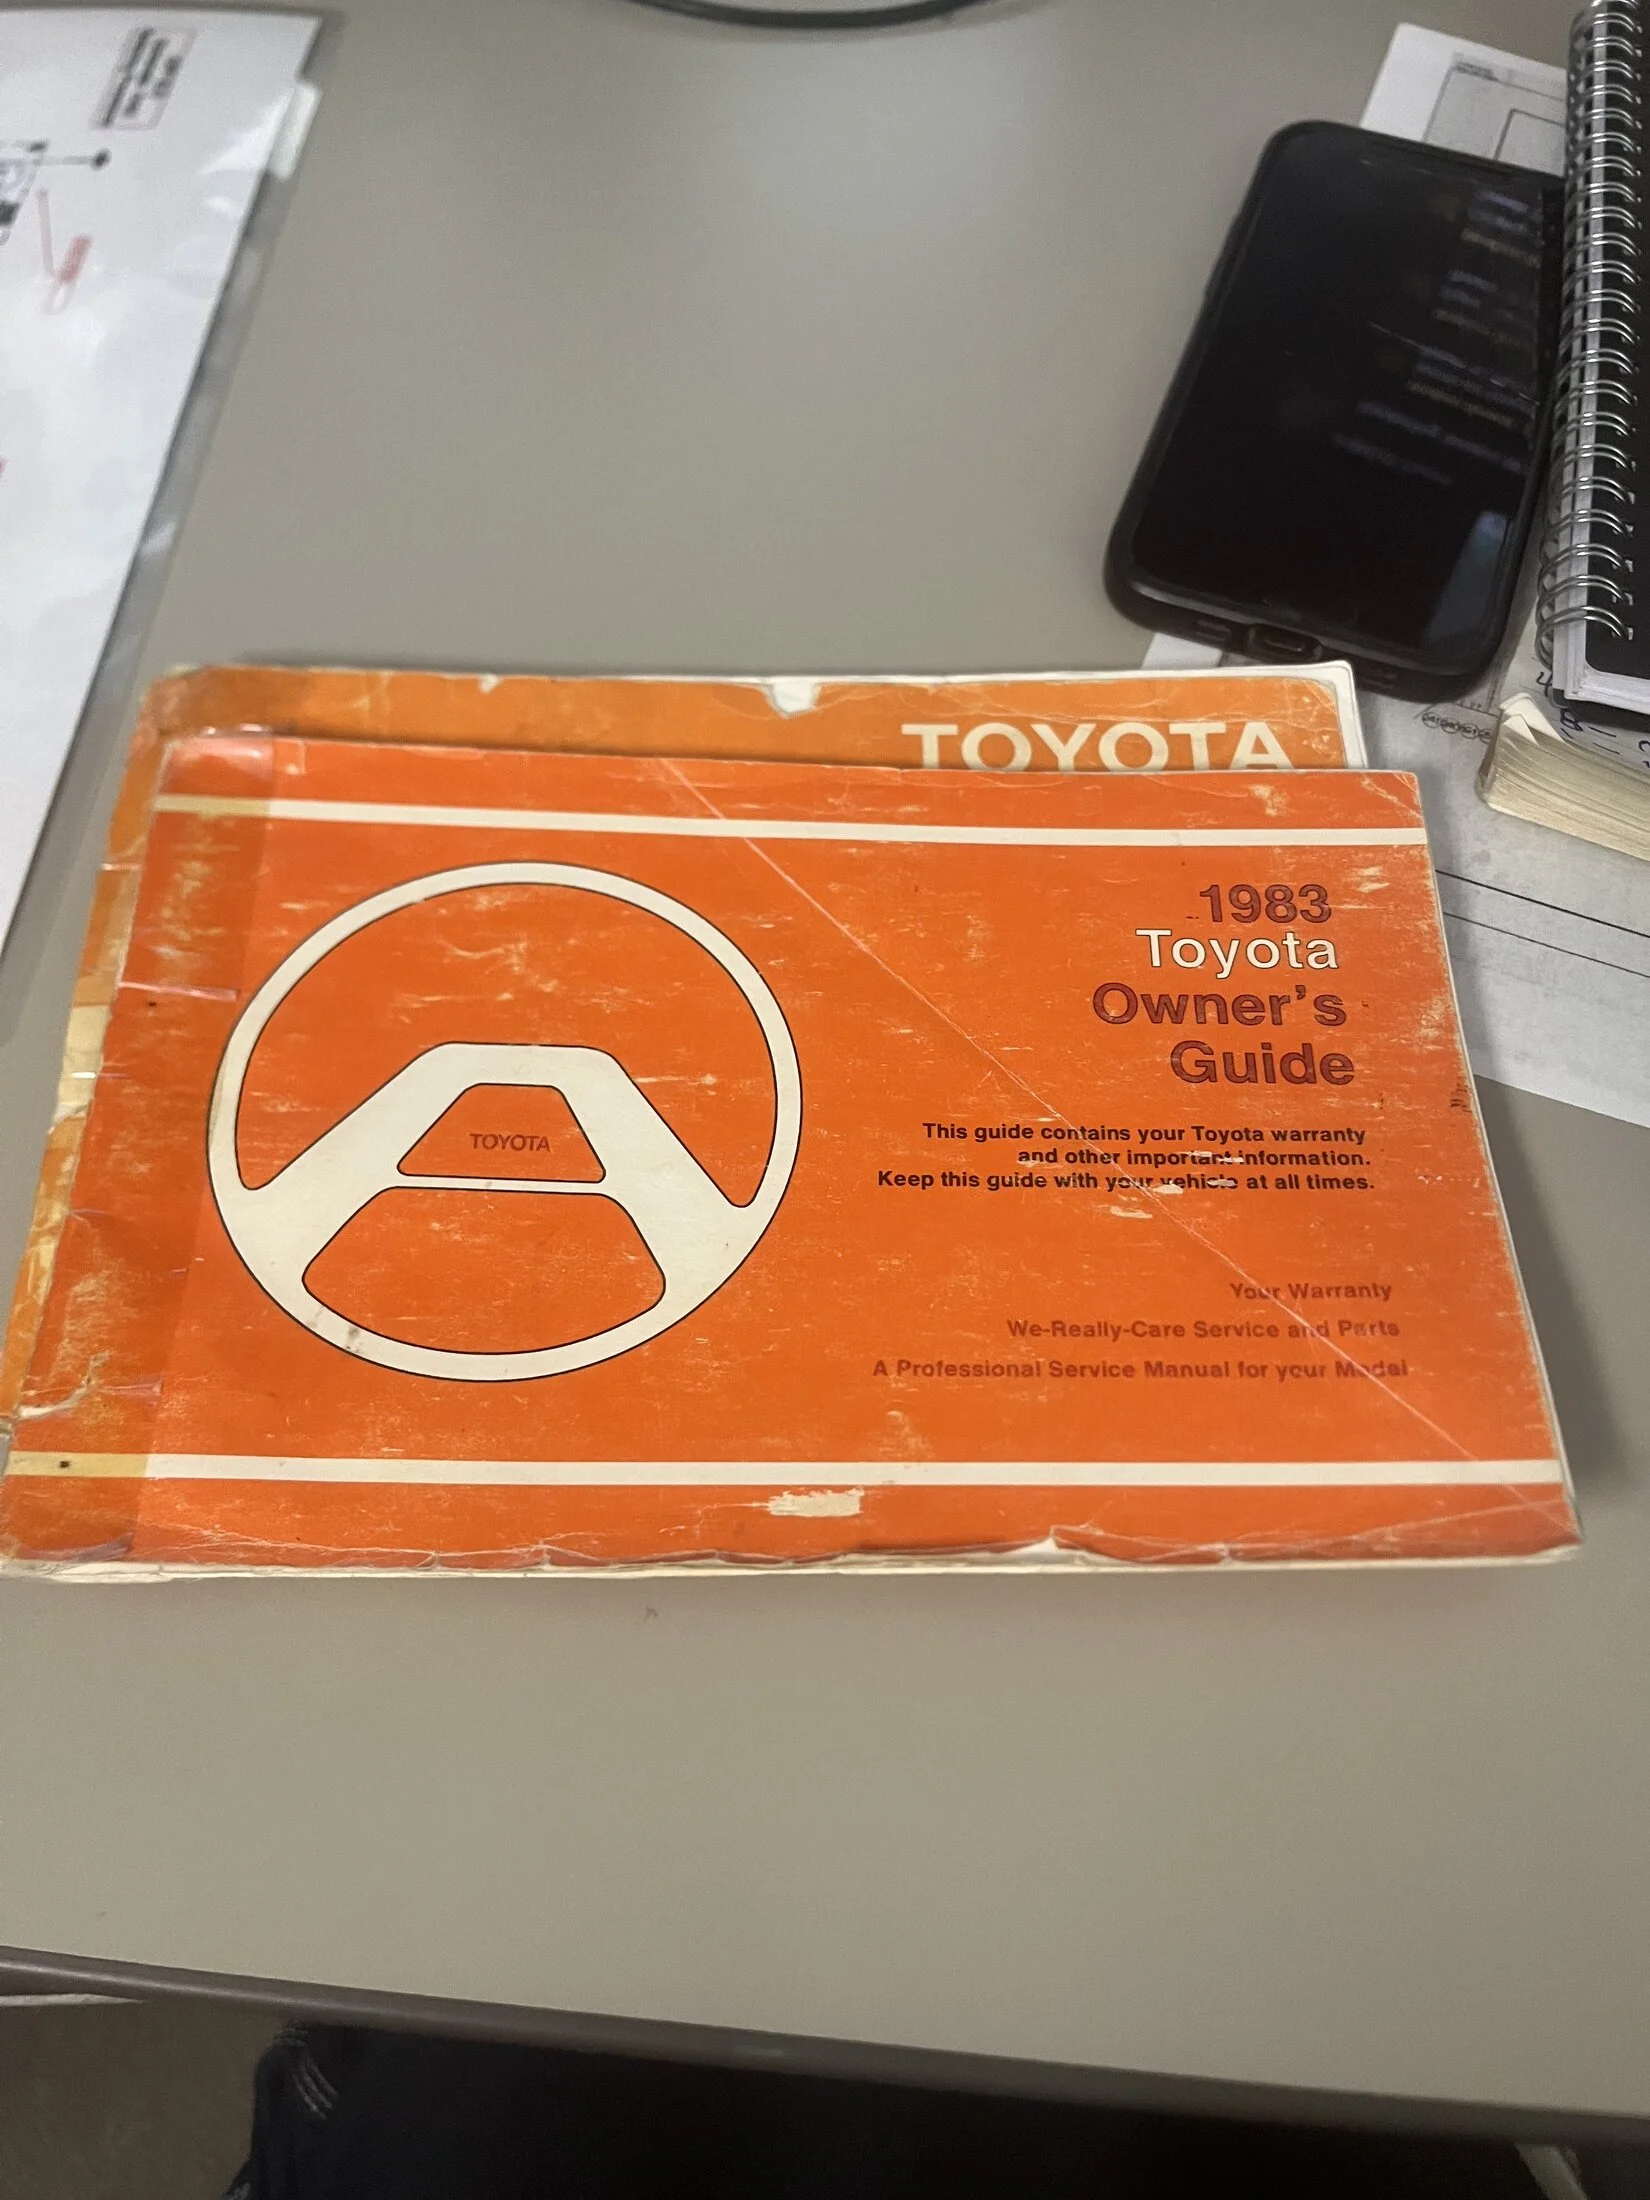 TOYOTA
1983
Toyota
Owner's
Guide
TOYOTA
This guide contains your Toyota warranty
and other important information.
Keep this guide with your vehicle at all times.
Your Warranty
We-Really-Care Service and Parts
A Professional Service Manual for your Model